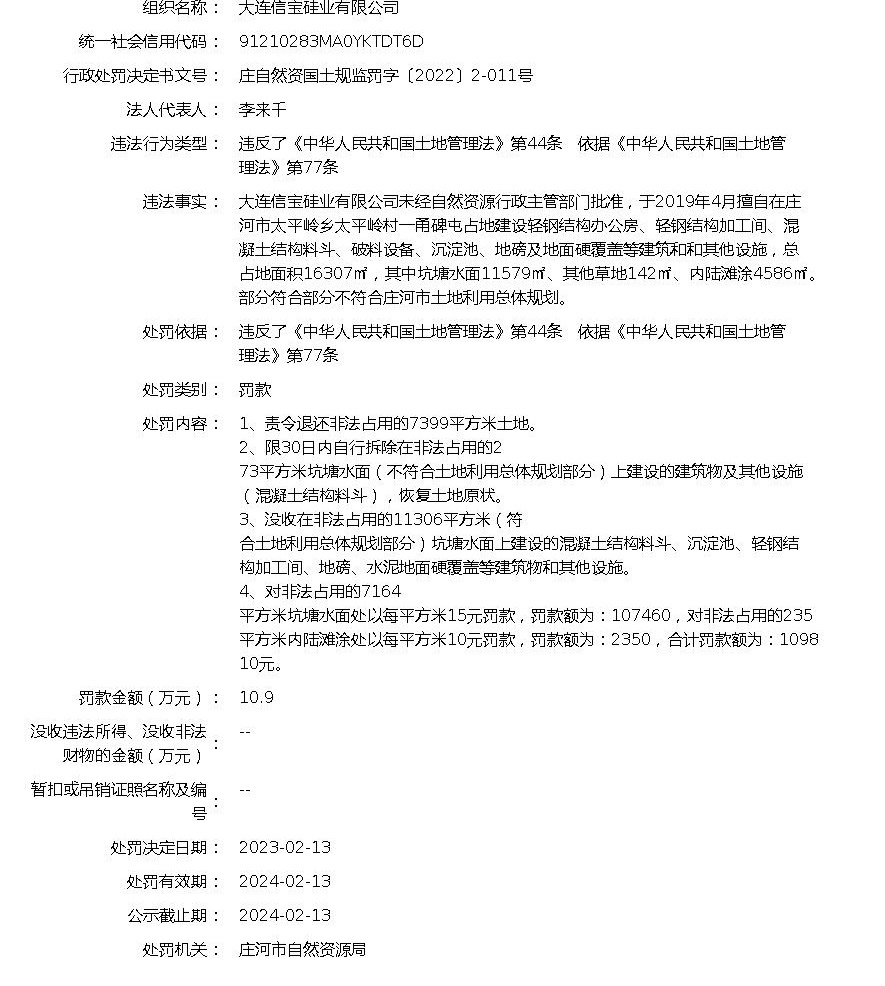 组织名称： 大连信宝硅业有限公司
统一社会信用代码： 91210283MA0YKTDT6D
行政处罚决定书文号： 庄自然资国土规监罚字〔2022〕2-011号
法人代表人： 李来千
违法行为类型： 违反了《中华人民共和国土地管理法》第44条 依据《中华人民共和国土地管
理法》第77条
违法事实： 大连信宝硅业有限公司未经自然资源行政主管部门批准，于2019年4月擅自在庄
河市太平岭乡太平岭村一甬碑屯占地建设轻钢结构办公房、轻钢结构加工间、混
凝土结构料斗、破料设备、沉淀池、地磅及地面硬覆盖等建筑和和其他设施，总
占地面积16307㎡，其中坑塘水面11579㎡、其他草地142㎡、内陆滩涂4586㎡。
部分符合部分不符合庄河市土地利用总体规划。
处罚依据： 违反了《中华人民共和国土地管理法》第44条 依据《中华人民共和国土地管
理法》第77条
处罚类别： 罚款
处罚内容： 1、责令退还非法占用的7399平方米土地。
2、限30日内自行拆除在非法占用的2
73平方米坑塘水面（不符合土地利用总体规划部分）上建设的建筑物及其他设施
（混凝土结构料斗），恢复土地原状。
3、没收在非法占用的11306平方米（符
合土地利用总体规划部分）坑塘水面上建设的混凝土结构料斗、沉淀池、轻钢结
构加工间、地磅、水泥地面硬覆盖等建筑物和其他设施。
4、对非法占用的7164
平方米坑塘水面处以每平方米15元罚款，罚款额为：107460，对非法占用的235
平方米内陆滩涂处以每平方米10元罚款，罚款额为：2350，合计罚款额为：1098
10元。
罚款金额（万元）： 10.9
没收违法所得、没收非法
财物的金额（万元）： --
暂扣或吊销证照名称及编
号： --
处罚决定日期： 2023-02-13
处罚有效期： 2024-02-13
公示截止期： 2024-02-13
处罚机关： 庄河市自然资源局